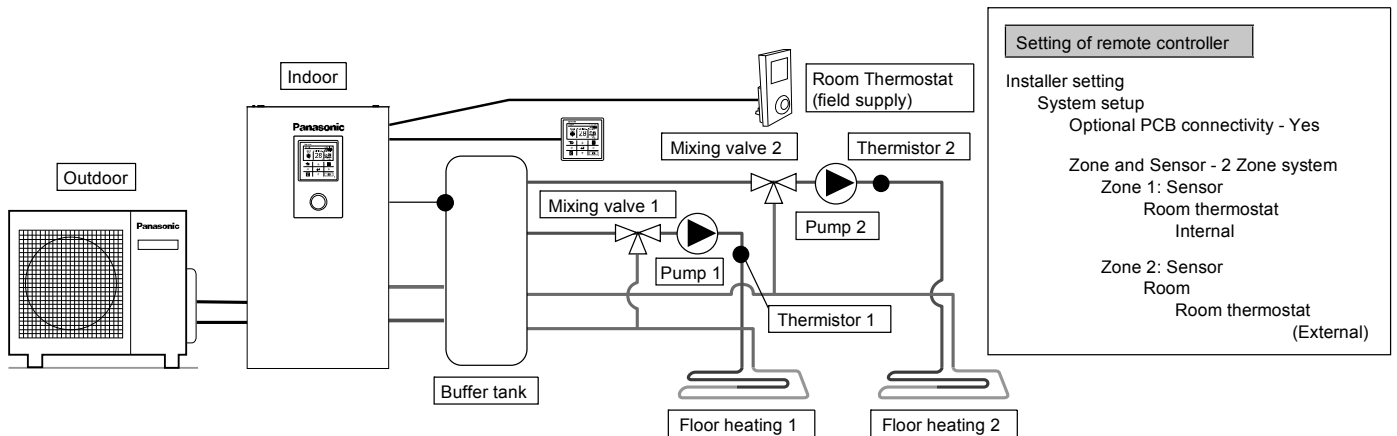 Outdoor
Panasonic
Indoor
Panasonic
28
Room Thermostat
(field supply)
Mixing valve 2
Thermistor 2
Mixing valve 1
Pump 2
Pump 1
Thermistor 1
Buffer tank
Floor heating 1
Floor heating 2
Setting of remote controller
Installer setting
System setup
Optional PCB connectivity - Yes
Zone and Sensor - 2 Zone system
Zone 1: Sensor
Room thermostat
Internal
Zone 2: Sensor
Room
Room thermostat
(External)